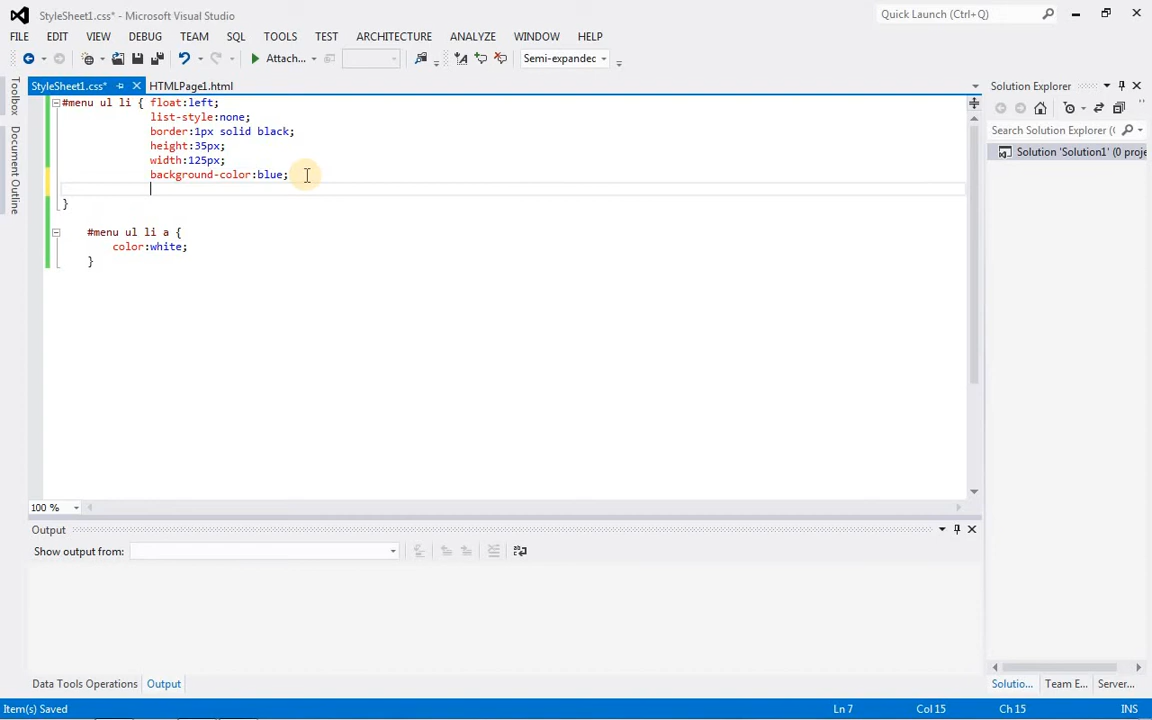 StyleSheet1.css* - Microsoft Visual Studio
Quick Launch (Ctrl+Q)
FILE EDIT VIEW DEBUG TEAM SQL TOOLS TEST ARCHITECTURE ANALYZE WINDOW HELP
Attach...
Semi-expandec
Toolbox
Document Outline
StyleSheet1.css*
HTMLPage1.html
#menu ul li { float:left;
list-style:none;
border:1px solid black;
height:35px;
width:125px;
background-color:blue;
}
#menu ul li a {
color:white;
}
100 %
Solution Explorer
Search Solution Explorer (
Solution 'Solution1' (0 proje
Output
Show output from:
Data Tools Operations Output
Solutio... Team E... Server...
Item(s) Saved
Ln 7 Col 15 Ch 15 INS